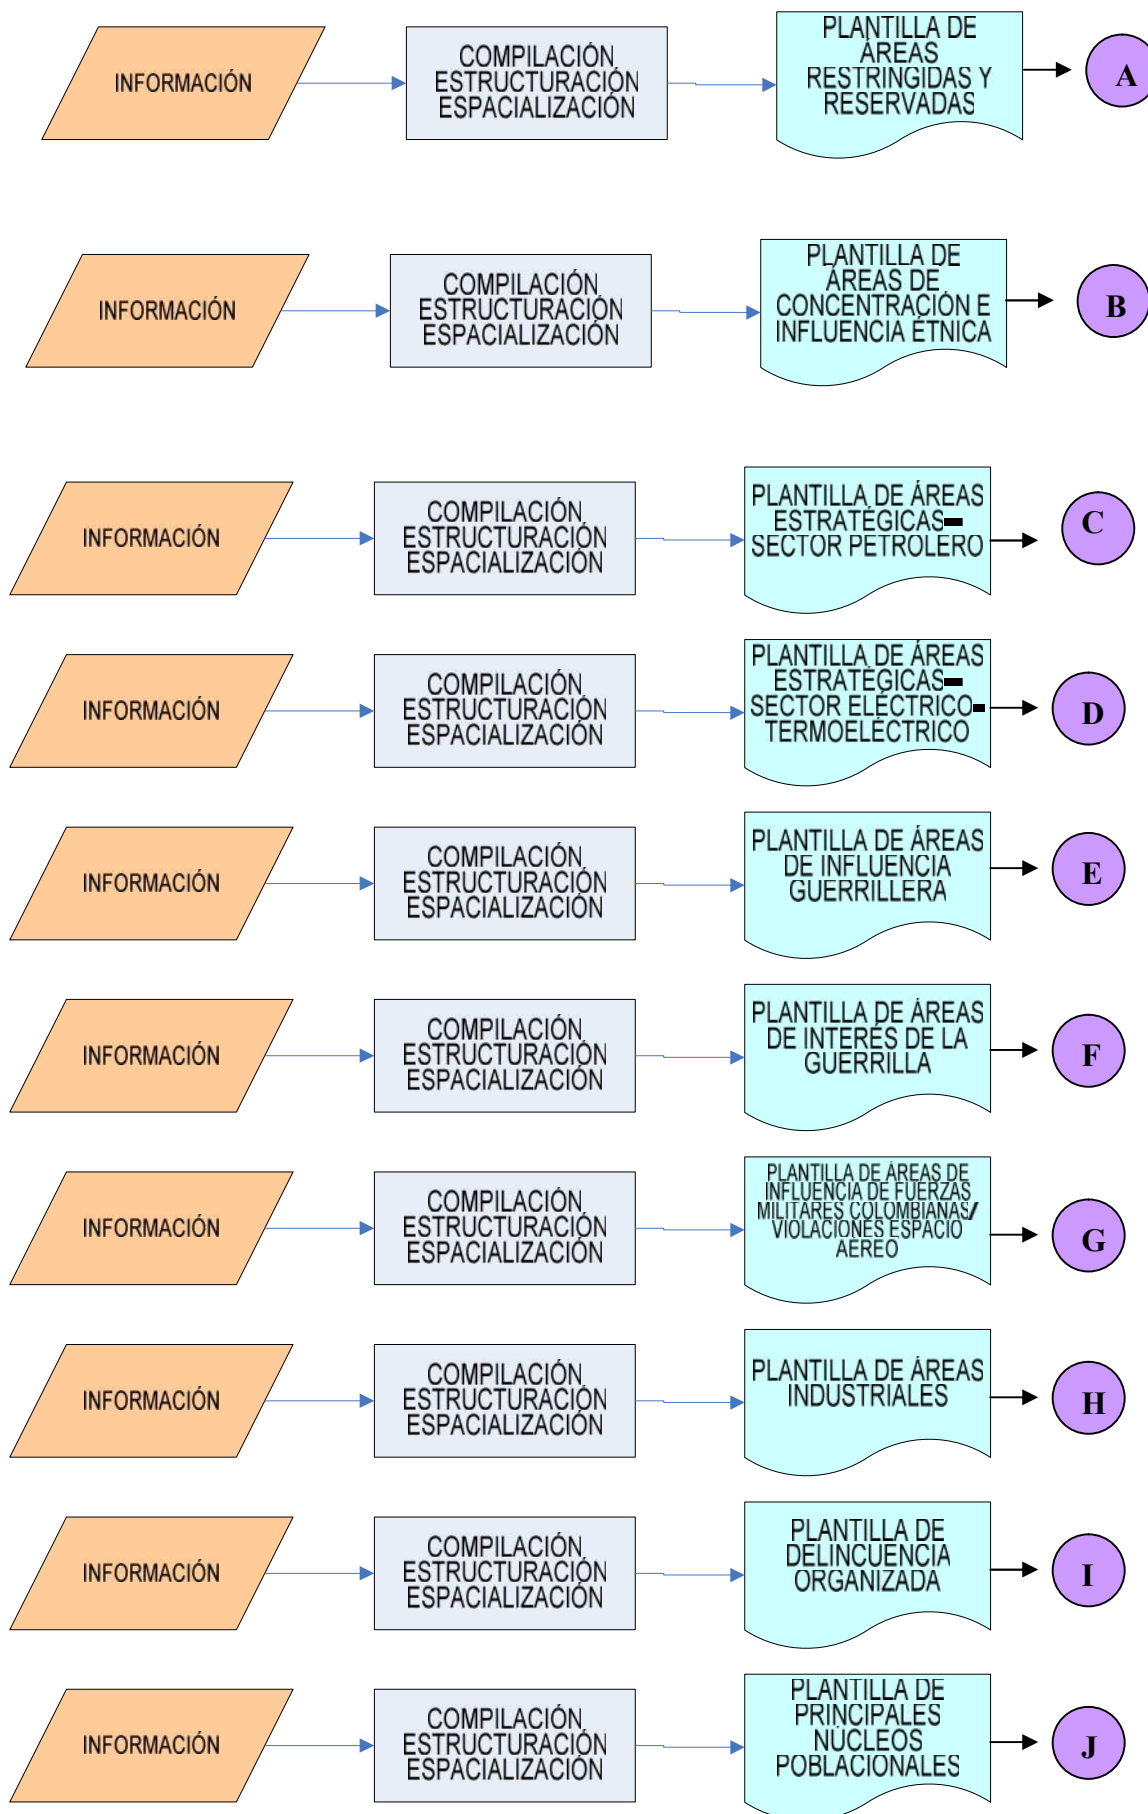 INFORMACIÓN
COMPILACIÓN
ESTRUCTURACIÓN
ESPACIALIZACIÓN
PLANTILLA DE
ÁREAS
RESTRINGIDAS Y
RESERVADAS
A
INFORMACIÓN
COMPILACIÓN
ESTRUCTURACIÓN
ESPACIALIZACIÓN
PLANTILLA DE
ÁREAS DE
CONCENTRACIÓN E
INFLUENCIA ÉTNICA
B
INFORMACIÓN
COMPILACIÓN
ESTRUCTURACIÓN
ESPACIALIZACIÓN
PLANTILLA DE ÁREAS
ESTRATÉGICAS-
SECTOR PETROLERO
C
INFORMACIÓN
COMPILACIÓN
ESTRUCTURACIÓN
ESPACIALIZACIÓN
PLANTILLA DE ÁREAS
ESTRATÉGICAS-
SECTOR ELÉCTRICO-
TERMOELÉCTRICO
D
INFORMACIÓN
COMPILACIÓN
ESTRUCTURACIÓN
ESPACIALIZACIÓN
PLANTILLA DE ÁREAS
DE INFLUENCIA
GUERRILLERA
E
INFORMACIÓN
COMPILACIÓN
ESTRUCTURACIÓN
ESPACIALIZACIÓN
PLANTILLA DE ÁREAS
DE INTERÉS DE LA
GUERRILLA
F
INFORMACIÓN
COMPILACIÓN
ESTRUCTURACIÓN
ESPACIALIZACIÓN
PLANTILLA DE ÁREAS DE
INFLUENCIA DE FUERZAS
MILITARES COLOMBIANAS/
VIOLACIONES ESPACIO
AÉREO
G
INFORMACIÓN
COMPILACIÓN
ESTRUCTURACIÓN
ESPACIALIZACIÓN
PLANTILLA DE ÁREAS
INDUSTRIALES
H
INFORMACIÓN
COMPILACIÓN
ESTRUCTURACIÓN
ESPACIALIZACIÓN
PLANTILLA DE
DELINCUENCIA
ORGANIZADA
I
INFORMACIÓN
COMPILACIÓN
ESTRUCTURACIÓN
ESPACIALIZACIÓN
PLANTILLA DE
PRINCIPALES
NÚCLEOS
POBLACIONALES
J